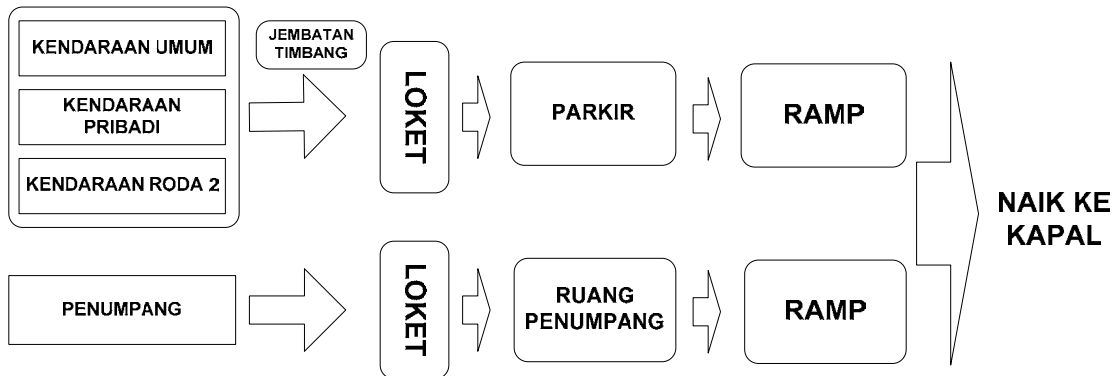 KENDARAAN UMUM
KENDARAAN
PRIBADI
KENDARAAN RODA 2
JEMBATAN
TIMBANG
LOKET
PARKIR
RAMP
PENUMPANG
LOKET
RUANG
PENUMPANG
RAMP
NAIK KE
KAPAL